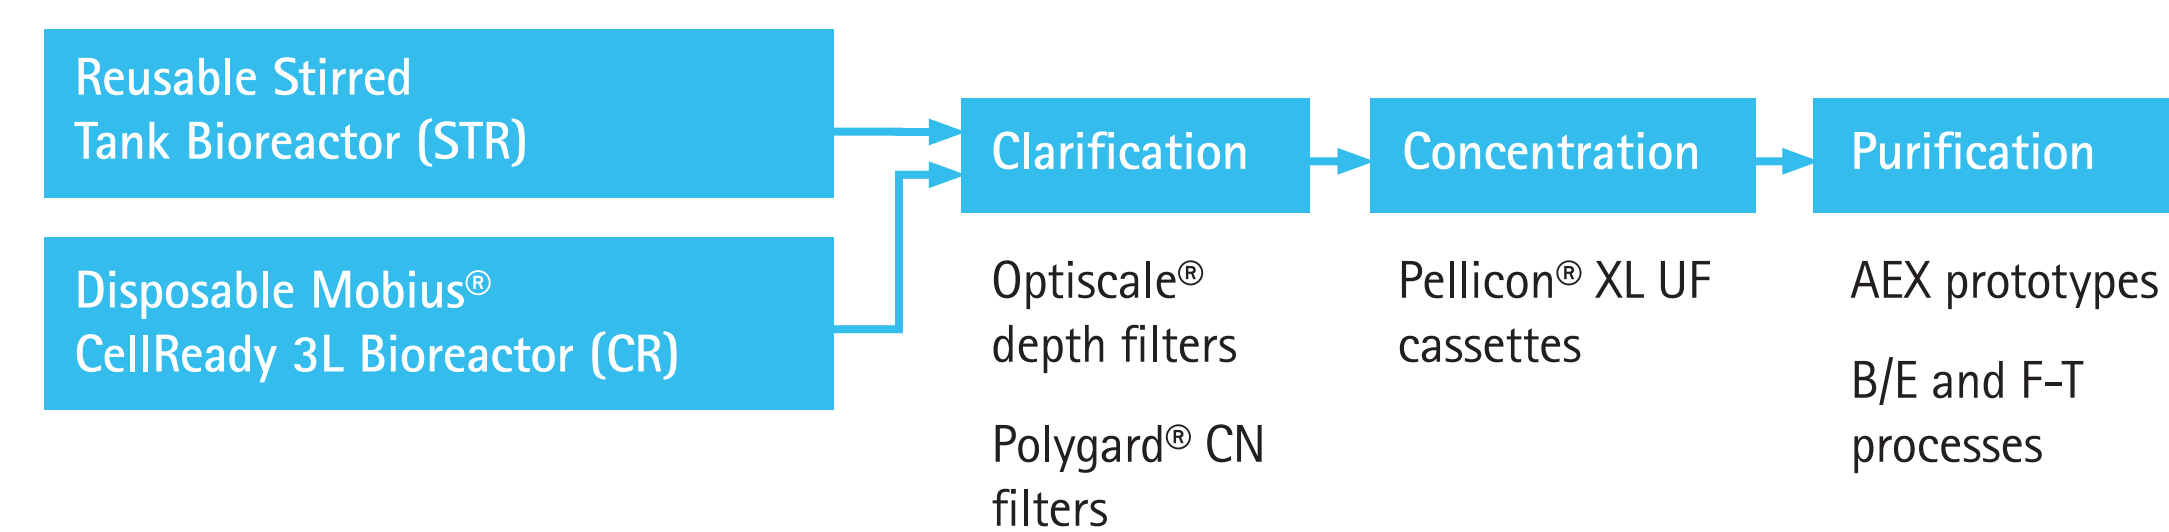 Reusable Stirred
Tank Bioreactor (STR)
Disposable Mobius®
CellReady 3L Bioreactor (CR)
Clarification
Optiscale®
depth filters
Polygard® CN
filters
Concentration
Pellicon® XL UF
cassettes
Purification
AEX prototypes
B/E and F-T
processes